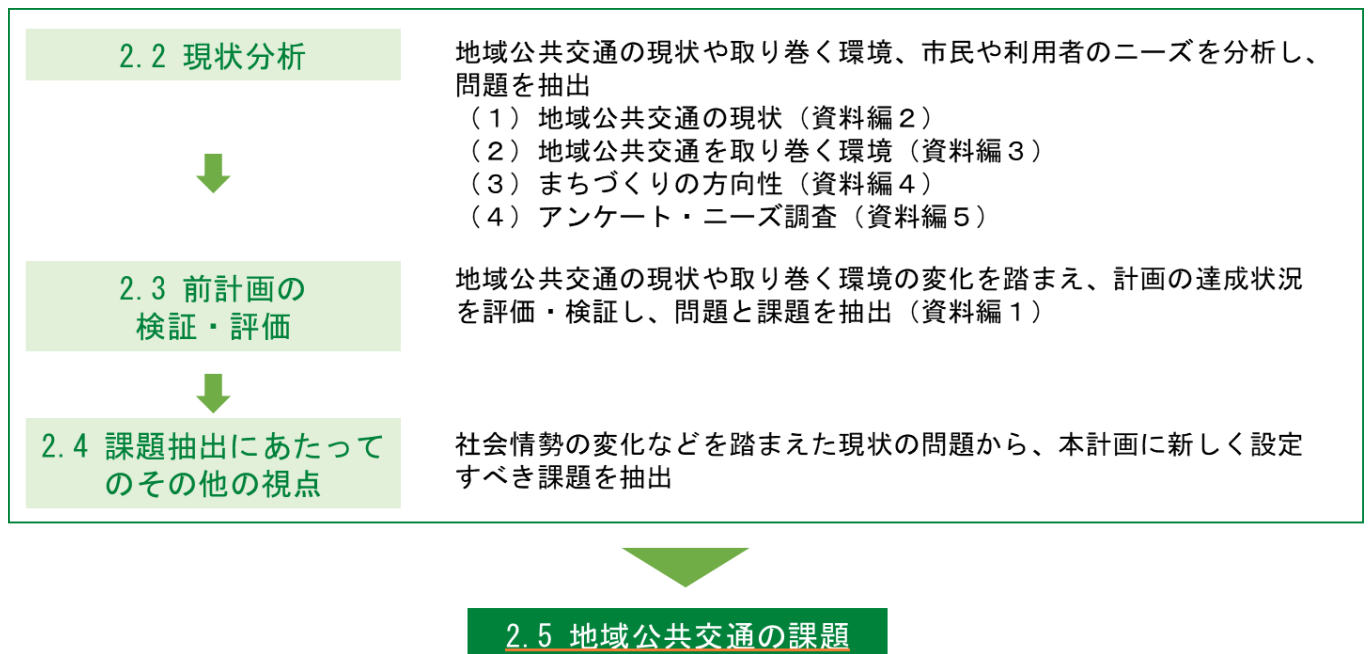 2.2 現状分析
地域公共交通の現状や取り巻く環境、市民や利用者のニーズを分析し、
問題を抽出
（１）地域公共交通の現状（資料編２）
（２）地域公共交通を取り巻く環境（資料編３）
（３）まちづくりの方向性（資料編４）
（４）アンケート・ニーズ調査（資料編５）
2.3 前計画の
検証・評価
地域公共交通の現状や取り巻く環境の変化を踏まえ、計画の達成状況
を評価・検証し、問題と課題を抽出（資料編１）
2.4 課題抽出にあたって
のその他の視点
社会情勢の変化などを踏まえた現状の問題から、本計画に新しく設定
すべき課題を抽出
2.5 地域公共交通の課題